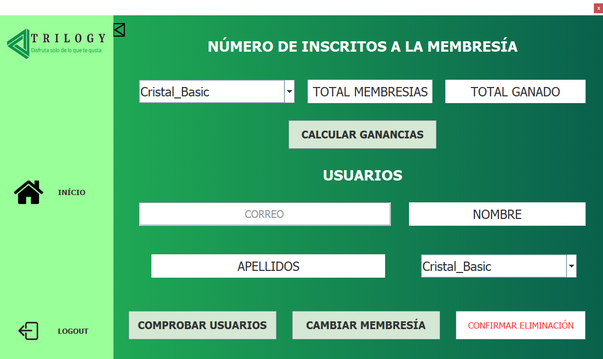 x
TRILOGY
Disfruta solo de lo que te gusta
NÚMERO DE INSCRITOS A LA MEMBRESÍA
Cristal_Basic
TOTAL MEMBRESIAS
TOTAL GANADO
CALCULAR GANANCIAS
USUARIOS
INÍCIO
CORREO
NOMBRE
APELLIDOS
Cristal_Basic
LOGOUT
COMPROBAR USUARIOS
CAMBIAR MEMBRESÍA
CONFIRMAR ELIMINACIÓN